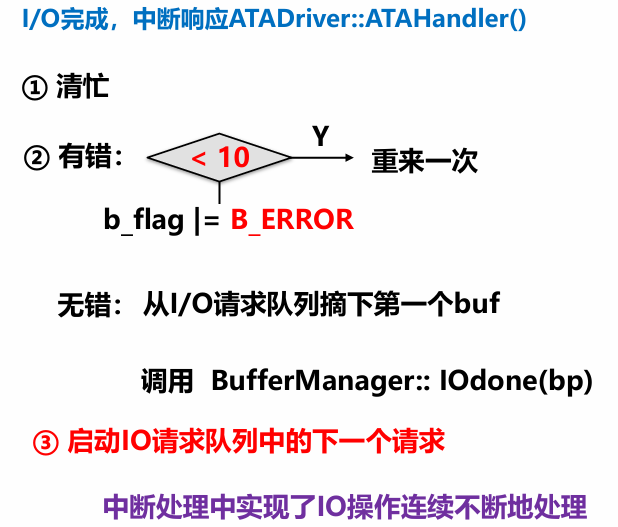 I/O完成，中断响应ATADriver::ATAHandler()
① 清忙
② 有错： < 10 Y 重来一次
b_flag |= B_ERROR
无错： 从I/O请求队列摘下第一个buf
调用 BufferManager:: IOdone(bp)
③ 启动IO请求队列中的下一个请求
中断处理中实现了IO操作连续不断地处理